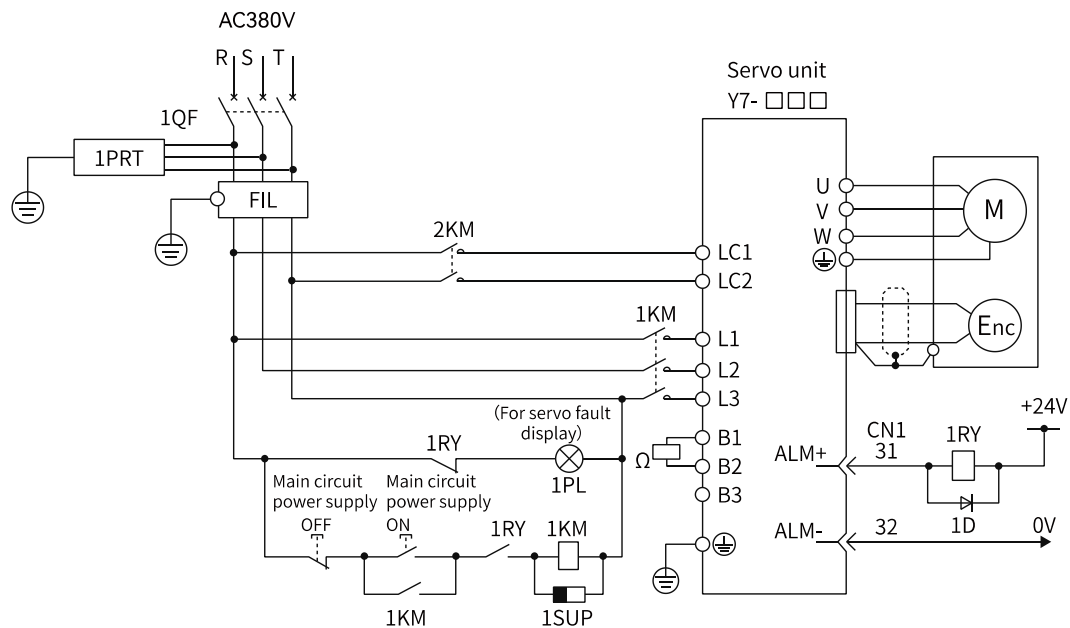 AC380V
R S T
Servo unit
Y7- □□□
1QF
1PRT
FIL
U
V
W
M
2KM
LC1
LC2
1KM
L1
L2
L3
Enc
(For servo fault
display)
1RY
1PL
Ω
B1
B2
B3
ALM+
CN1
31
1RY
+24V
1D
ALM-
32
0V
Main circuit
power supply
OFF
Main circuit
power supply
ON
1RY
1KM
1KM
1SUP